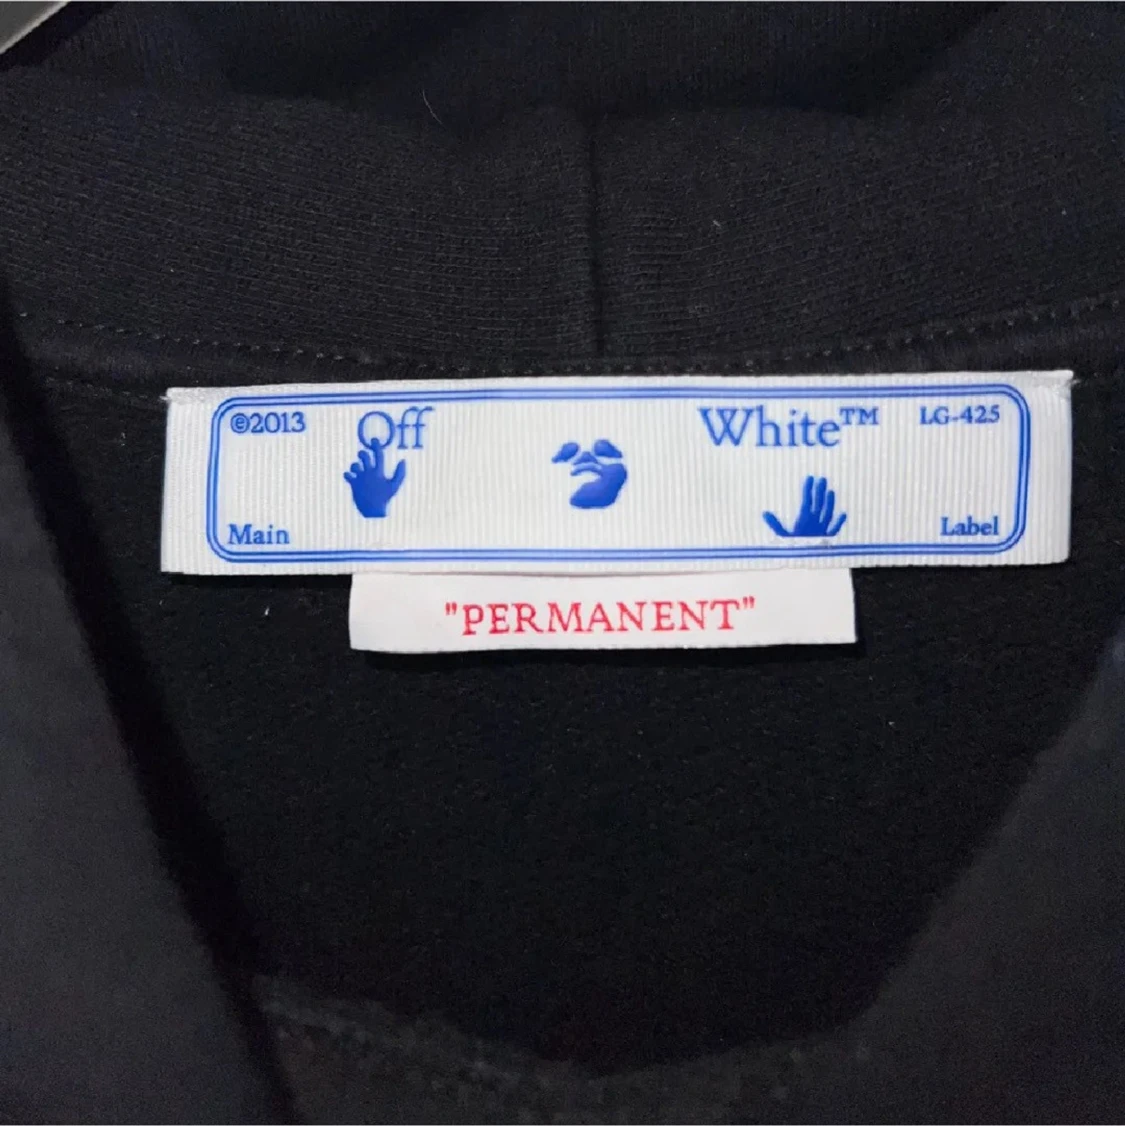 ©2013 Off White™ LG-425
Main Label
"PERMANENT"